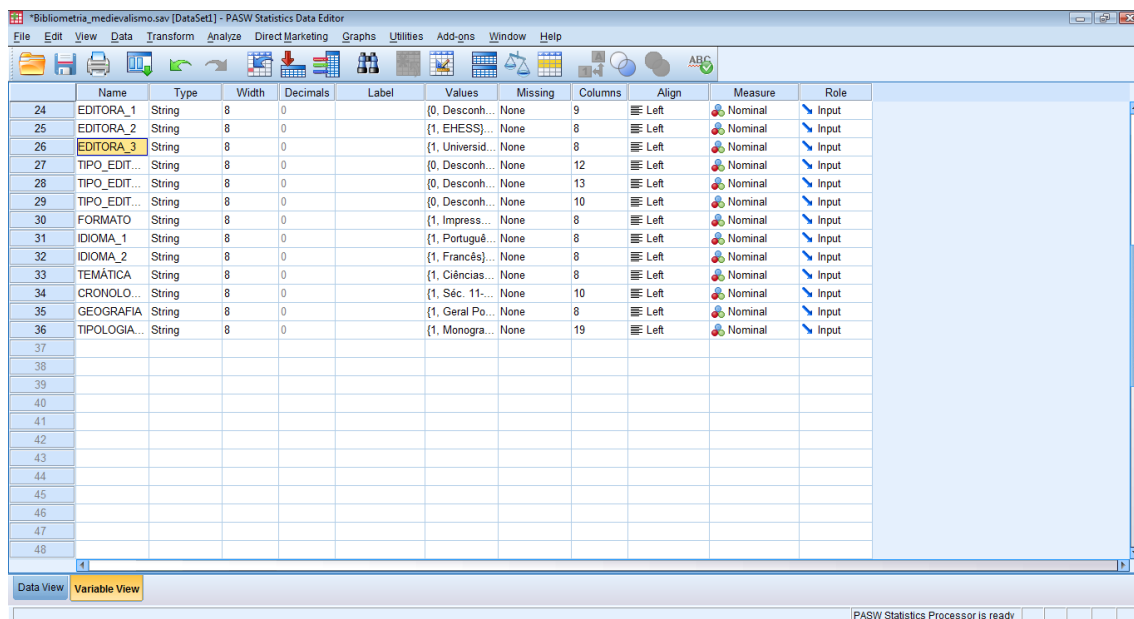 *Bibliometria_medievalismo.sav [DataSet1] - PASW Statistics Data Editor
File Edit View Data Transform Analyze Direct Marketing Graphs Utilities Add-ons Window Help
Name Type Width Decimals Label Values Missing Columns Align Measure Role
24 EDITORA_1 String 8 0 {0, Desconh... None 9 Left Nominal Input
25 EDITORA_2 String 8 0 {1, EHESS}... None 8 Left Nominal Input
26 EDITORA_3 String 8 0 {1, Universid... None 8 Left Nominal Input
27 TIPO_EDIT... String 8 0 {0, Desconh... None 12 Left Nominal Input
28 TIPO_EDIT... String 8 0 {0, Desconh... None 13 Left Nominal Input
29 TIPO_EDIT... String 8 0 {0, Desconh... None 10 Left Nominal Input
30 FORMATO String 8 0 {1, Impress... None 8 Left Nominal Input
31 IDIOMA_1 String 8 0 {1, Portuguê... None 8 Left Nominal Input
32 IDIOMA_2 String 8 0 {1, Francês}... None 8 Left Nominal Input
33 TEMÁTICA String 8 0 {1, Ciências... None 8 Left Nominal Input
34 CRONOLO... String 8 0 {1, Séc. 11-... None 10 Left Nominal Input
35 GEOGRAFIA String 8 0 {1, Geral Po... None 8 Left Nominal Input
36 TIPOLOGIA... String 8 0 {1, Monogra... None 19 Left Nominal Input
37
38
39
40
41
42
43
44
45
46
47
48
Data View Variable View
PASW Statistics Processor is ready